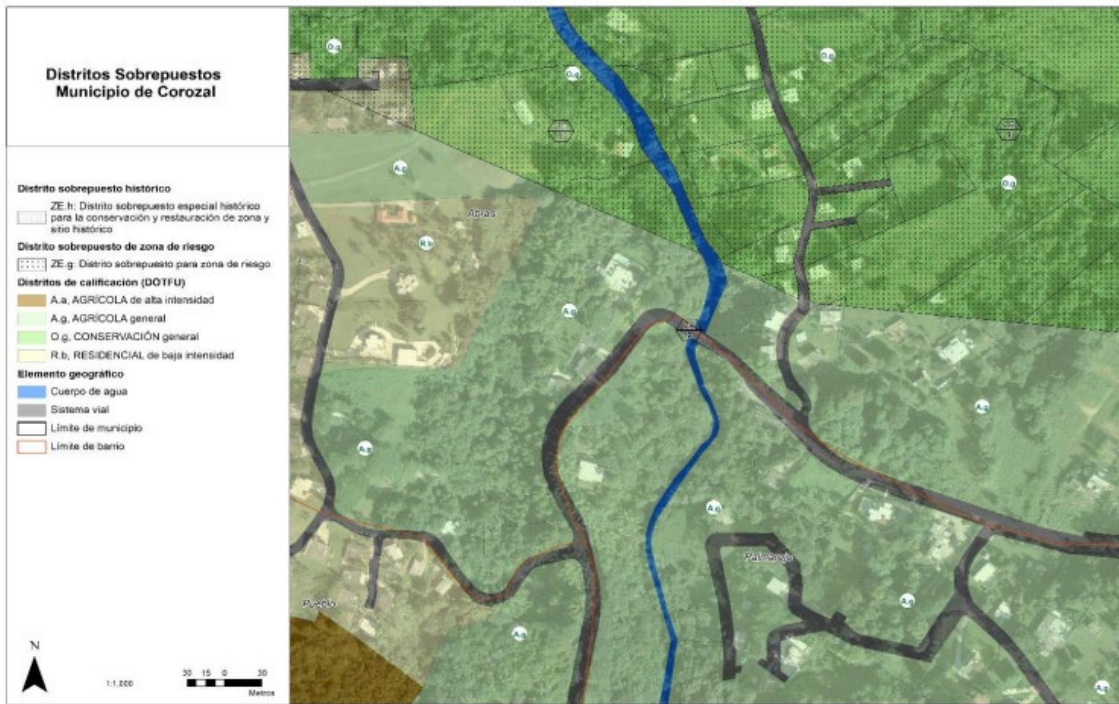 Distritos Sobrepuestos
Municipio de Corozal
Distrito sobrepuesto histórico
ZE.h: Distrito sobrepuesto especial histórico
para la conservación y restauración de zona y
sitio histórico
Distrito sobrepuesto de zona de riesgo
ZE.g: Distrito sobrepuesto para zona de riesgo
Distritos de calificación (DOTFU)
A.a, AGRÍCOLA de alta intensidad
A.g, AGRÍCOLA general
O.g, CONSERVACIÓN general
R.b, RESIDENCIAL de baja intensidad
Elemento geográfico
Cuerpo de agua
Sistema vial
Límite de municipio
Límite de barrio
N
1:1,000
30 15 0 30
Metros
O.g
O.g
O.g
O.g
A.g
Abras
R.b
A.g
A.g
A.g
A.g
Palmarejo
Pueblo
A.g
A.g
A.g